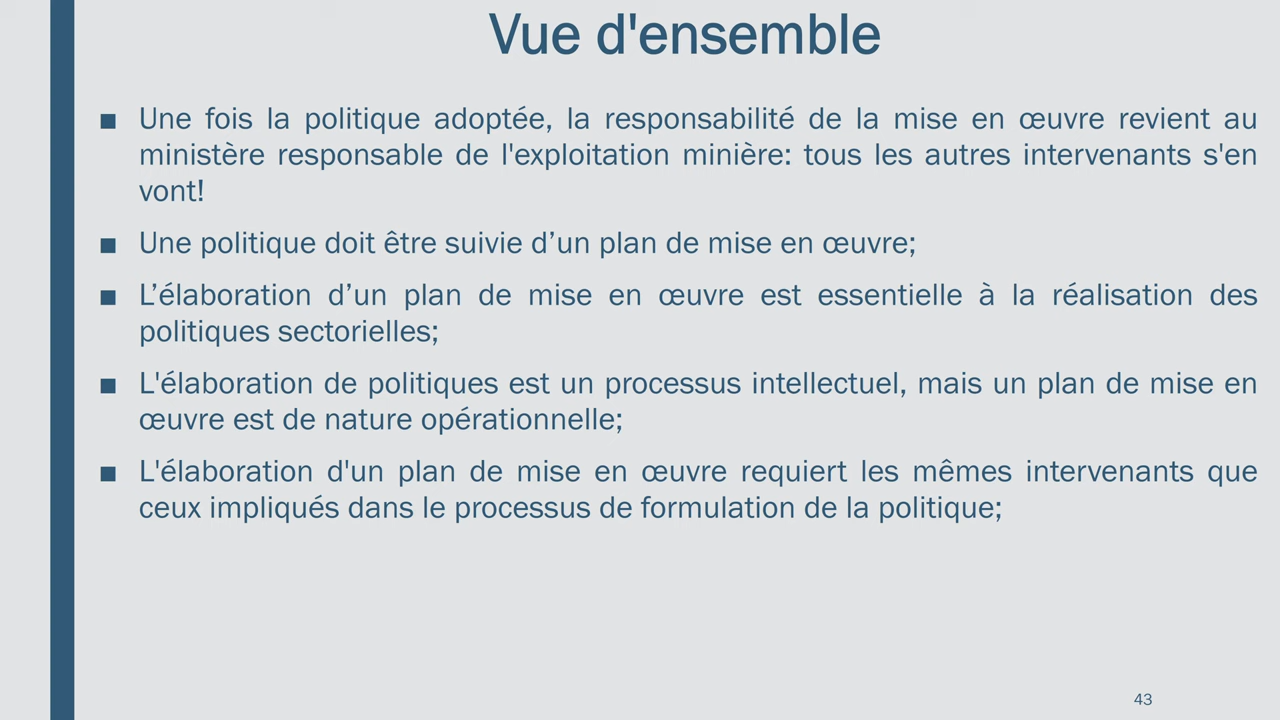 Vue d'ensemble
■ Une fois la politique adoptée, la responsabilité de la mise en œuvre revient au
ministère responsable de l'exploitation minière: tous les autres intervenants s'en
vont!
■ Une politique doit être suivie d’un plan de mise en œuvre;
■ L’élaboration d’un plan de mise en œuvre est essentielle à la réalisation des
politiques sectorielles;
■ L'élaboration de politiques est un processus intellectuel, mais un plan de mise en
œuvre est de nature opérationnelle;
■ L'élaboration d'un plan de mise en œuvre requiert les mêmes intervenants que
ceux impliqués dans le processus de formulation de la politique;
43